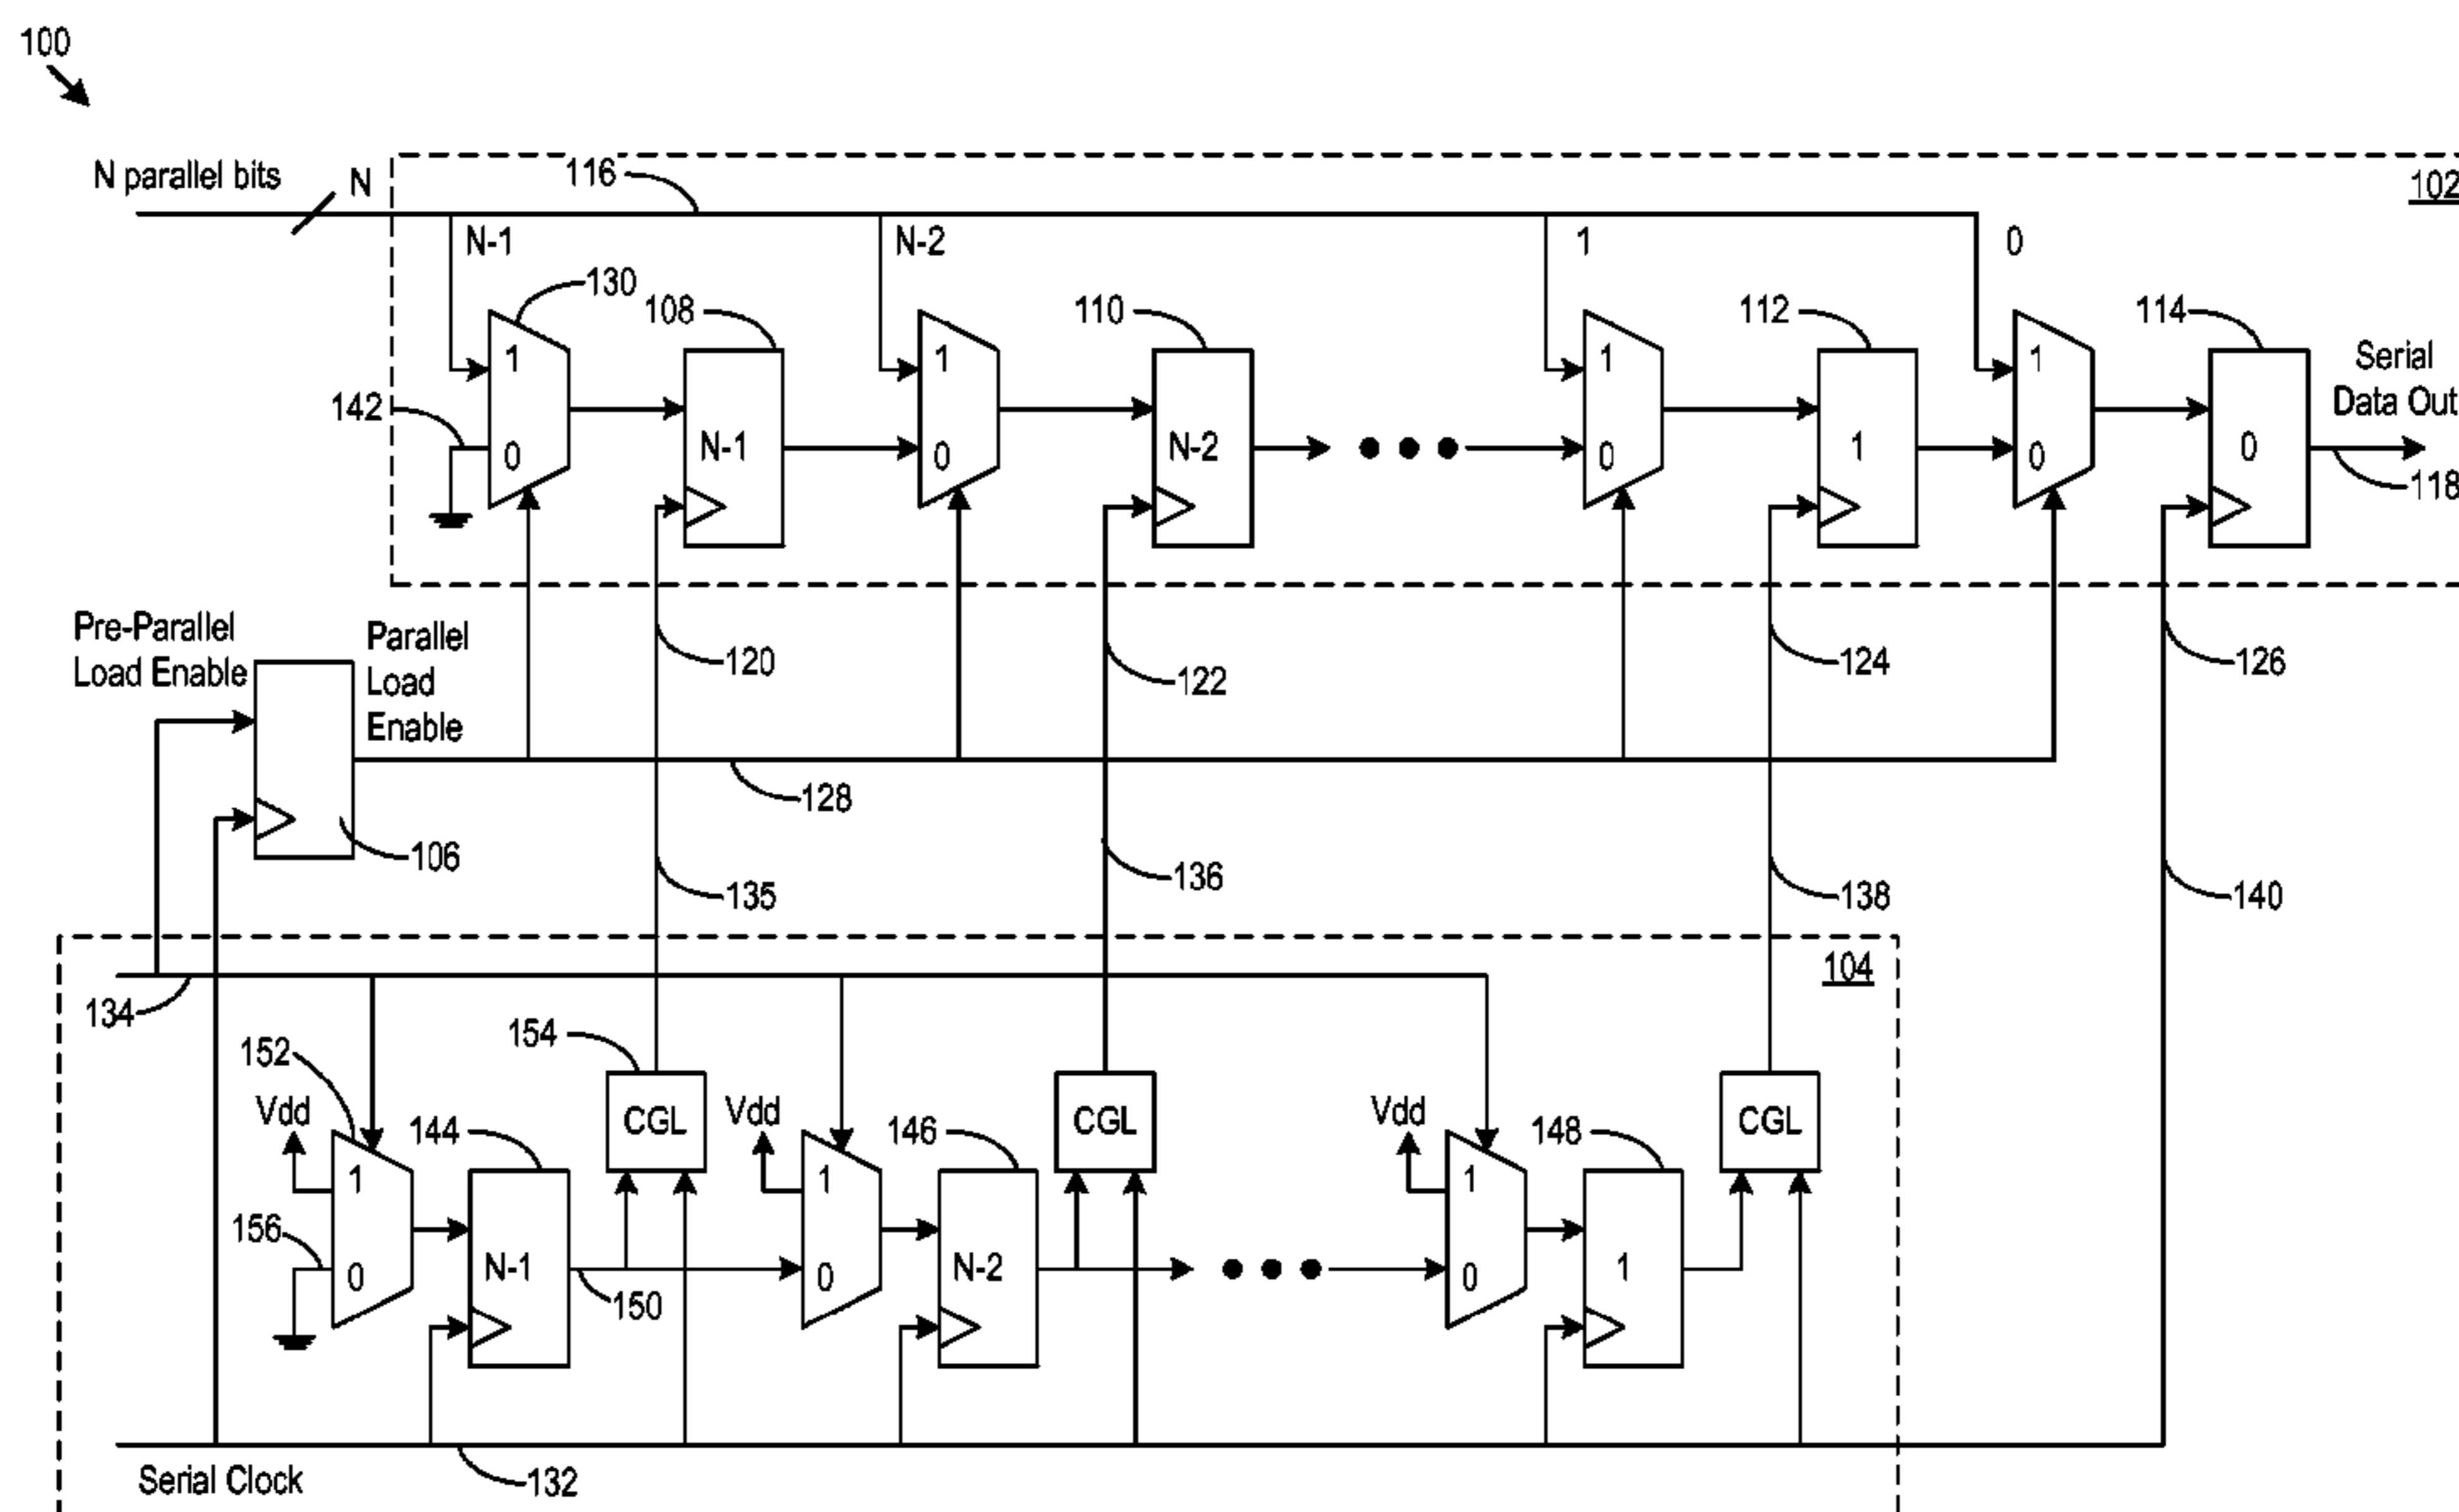 100
N parallel bits
N
116
102
N-1
N-2
1
0
130
108
110
112
114
1
1
1
1
Serial
Data Out
142
0
N-1
0
N-2
0
1
0
0
118
Pre-Parallel
Load Enable
Parallel
Load
Enable
120
122
124
126
128
106
135
136
138
140
104
134
154
152
Vdd
144
CGL
Vdd
146
CGL
Vdd
148
CGL
1
1
1
156
0
N-1
0
N-2
0
1
150
Serial Clock
132